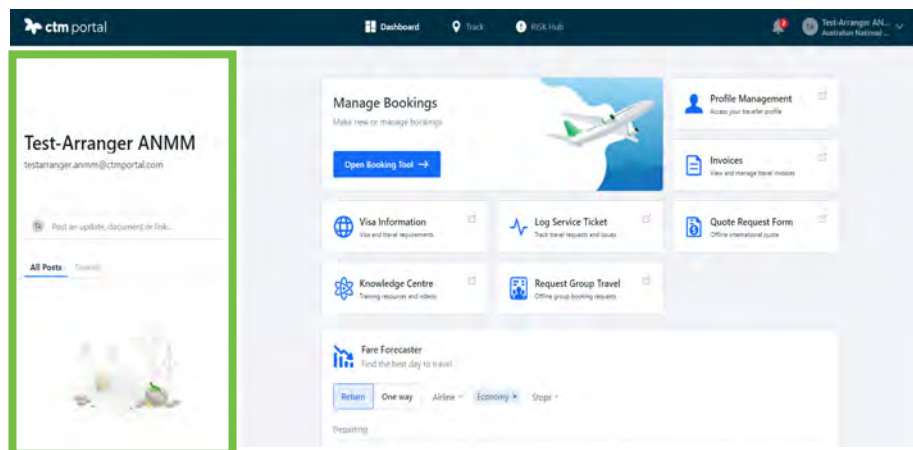 ctm portal
Dashboard
Track
RISK Hub
2
TA
Test-Arranger AN...
Australian National ...
Test-Arranger ANMM
testarranger.anmm@ctmportal.com
TA
Post an update, document or link...
All Posts
Manage Bookings
Make new or manage bookings
Open Booking Tool →
Profile Management
Access your traveller profile
Invoices
View and manage travel invoices
Visa Information
Visa and travel requirements
Log Service Ticket
Track travel requests and issues
Quote Request Form
Offline international quote
Knowledge Centre
Training resources and videos
Request Group Travel
Offline group booking requests
Fare Forecaster
Find the best day to travel
Return
One way
Airline
Economy ×
Stops
Departing